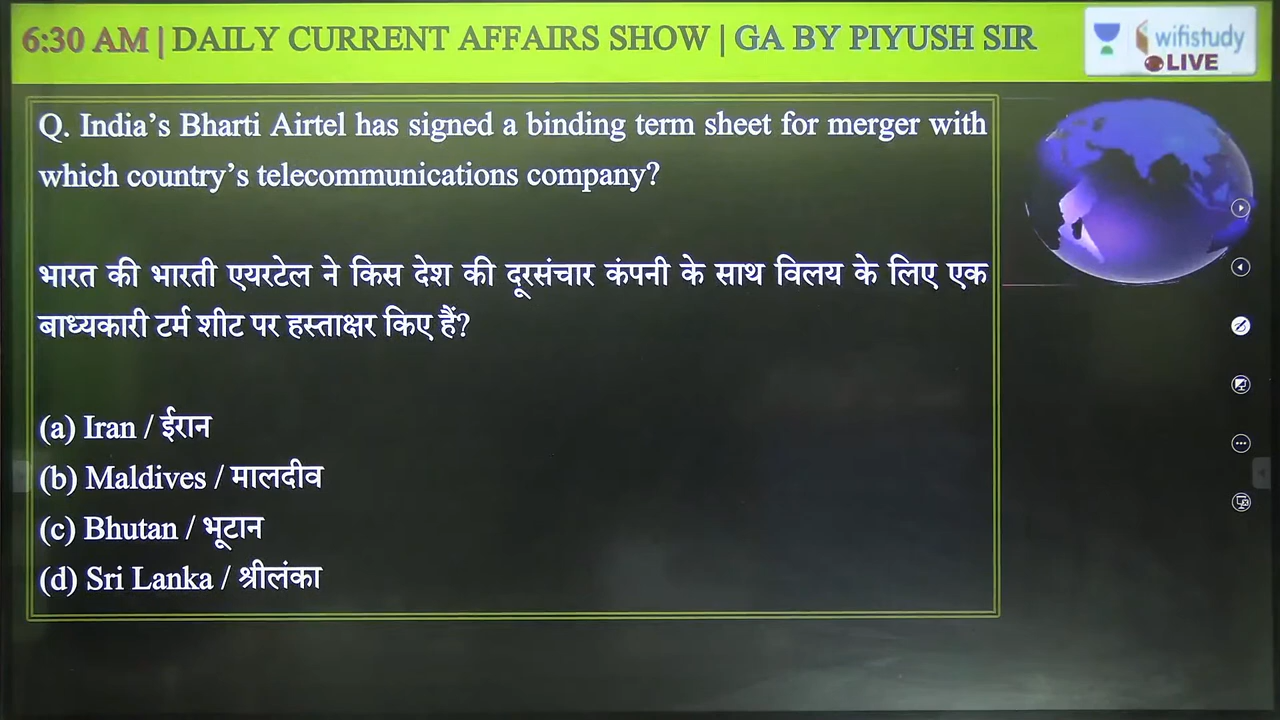 6:30 AM | DAILY CURRENT AFFAIRS SHOW | GA BY PIYUSH SIR
wifistudy
LIVE
Q. India's Bharti Airtel has signed a binding term sheet for merger with
which country's telecommunications company?
भारत की भारती एयरटेल ने किस देश की दूरसंचार कंपनी के साथ विलय के लिए एक
बाध्यकारी टर्म शीट पर हस्ताक्षर किए हैं?
(a) Iran / ईरान
(b) Maldives / मालदीव
(c) Bhutan / भूटान
(d) Sri Lanka / श्रीलंका